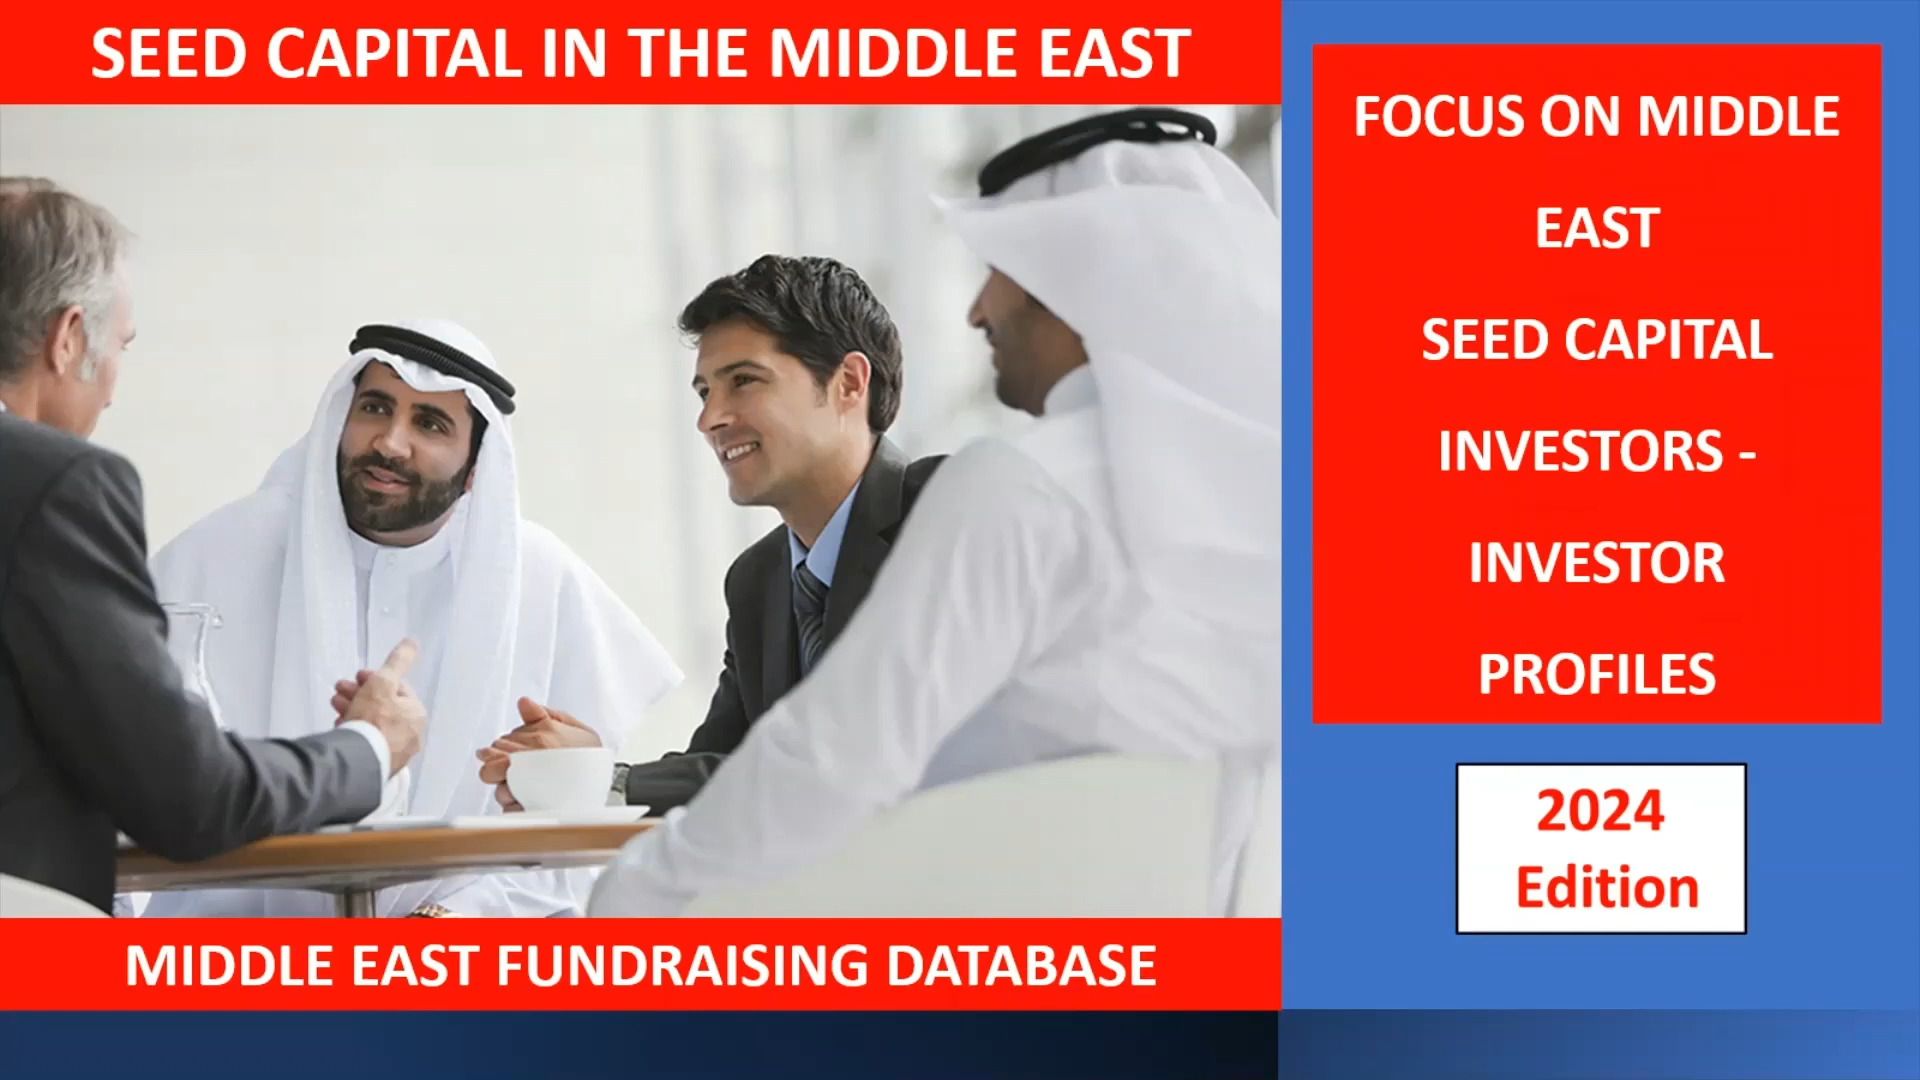 SEED CAPITAL IN THE MIDDLE EAST
FOCUS ON MIDDLE
EAST
SEED CAPITAL
INVESTORS -
INVESTOR
PROFILES
2024
Edition
MIDDLE EAST FUNDRAISING DATABASE